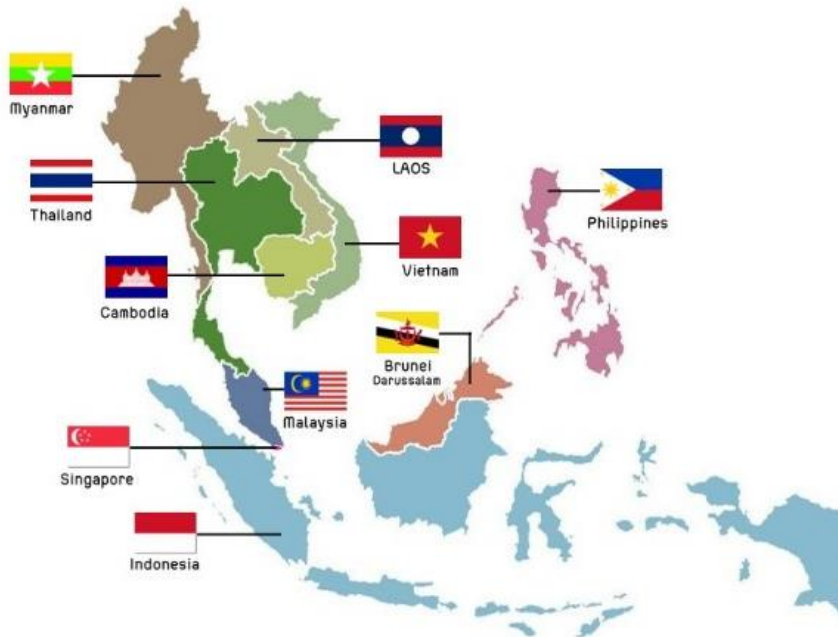 Myanmar
LAOS
Thailand
Philippines
Vietnam
Cambodia
Brunei
Darussalam
Malaysia
Singapore
Indonesia